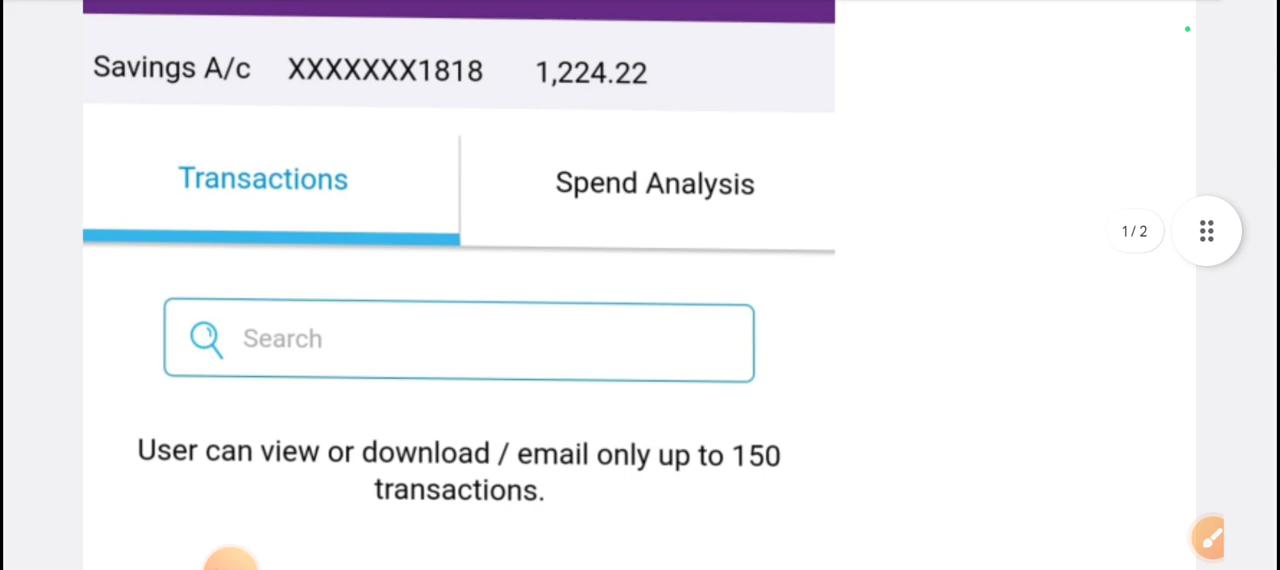 Savings A/c XXXXXXX1818 1,224.22
Transactions Spend Analysis
Search
User can view or download / email only up to 150
transactions.
1 / 2